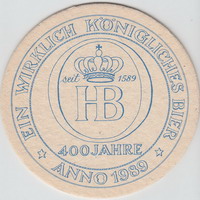 EIN WIRKLICH KÖNIGLICHES BIER
seit 1589
HB
400 JAHRE
ANNO 1989